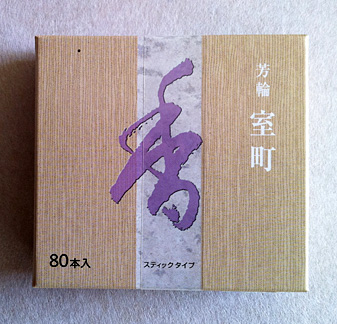 芳輪
室町
香
80本入
スティックタイプ